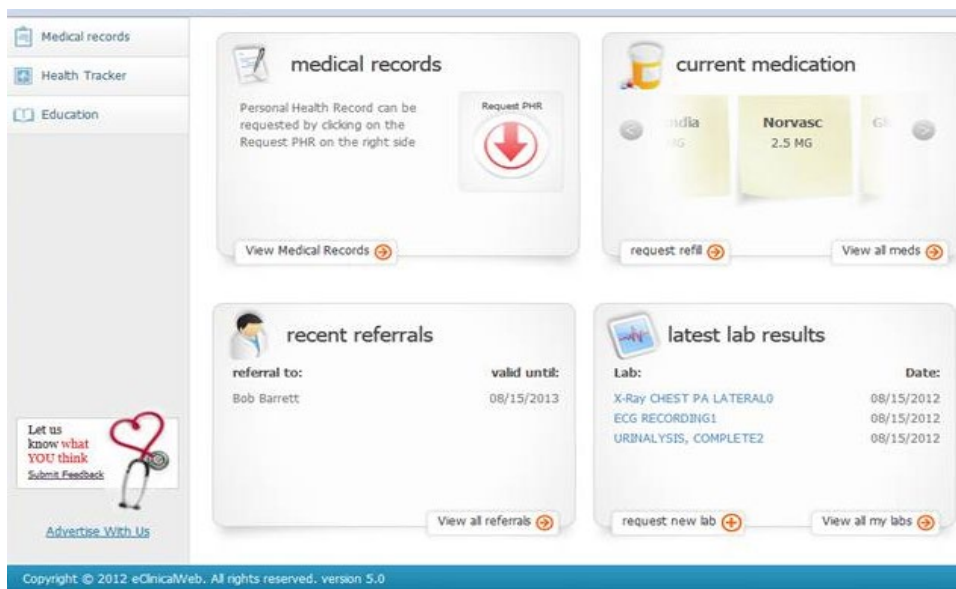 Medical records
Health Tracker
Education
medical records
Personal Health Record can be
requested by clicking on the
Request PHR on the right side
Request PHR
View Medical Records
current medication
Norvasc
2.5 MG
request refill
View all meds
recent referrals
referral to: valid until:
Bob Barrett 08/15/2013
View all referrals
latest lab results
Lab: Date:
X-Ray CHEST PA LATERAL0 08/15/2012
ECG RECORDING1 08/15/2012
URINALYSIS, COMPLETE2 08/15/2012
request new lab
View all my labs
Let us
know what
YOU think
Submit Feedback
Advertise With Us
Copyright © 2012 eClinicalWeb. All rights reserved. version 5.0